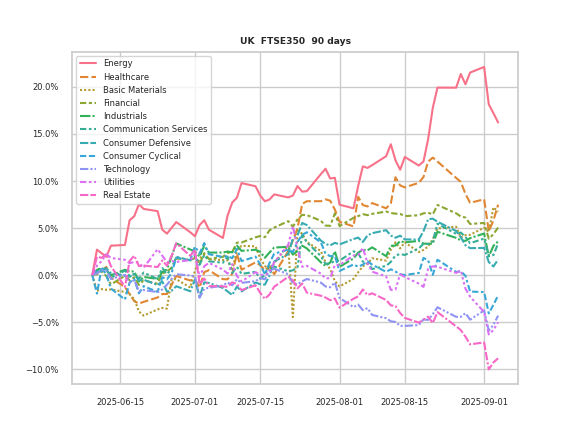 UK FTSE350 90 days
Energy
Healthcare
Basic Materials
Financial
Industrials
Communication Services
Consumer Defensive
Consumer Cyclical
Technology
Utilities
Real Estate
20.0%
15.0%
10.0%
5.0%
0.0%
−5.0%
−10.0%
2025-06-15 2025-07-01 2025-07-15 2025-08-01 2025-08-15 2025-09-01